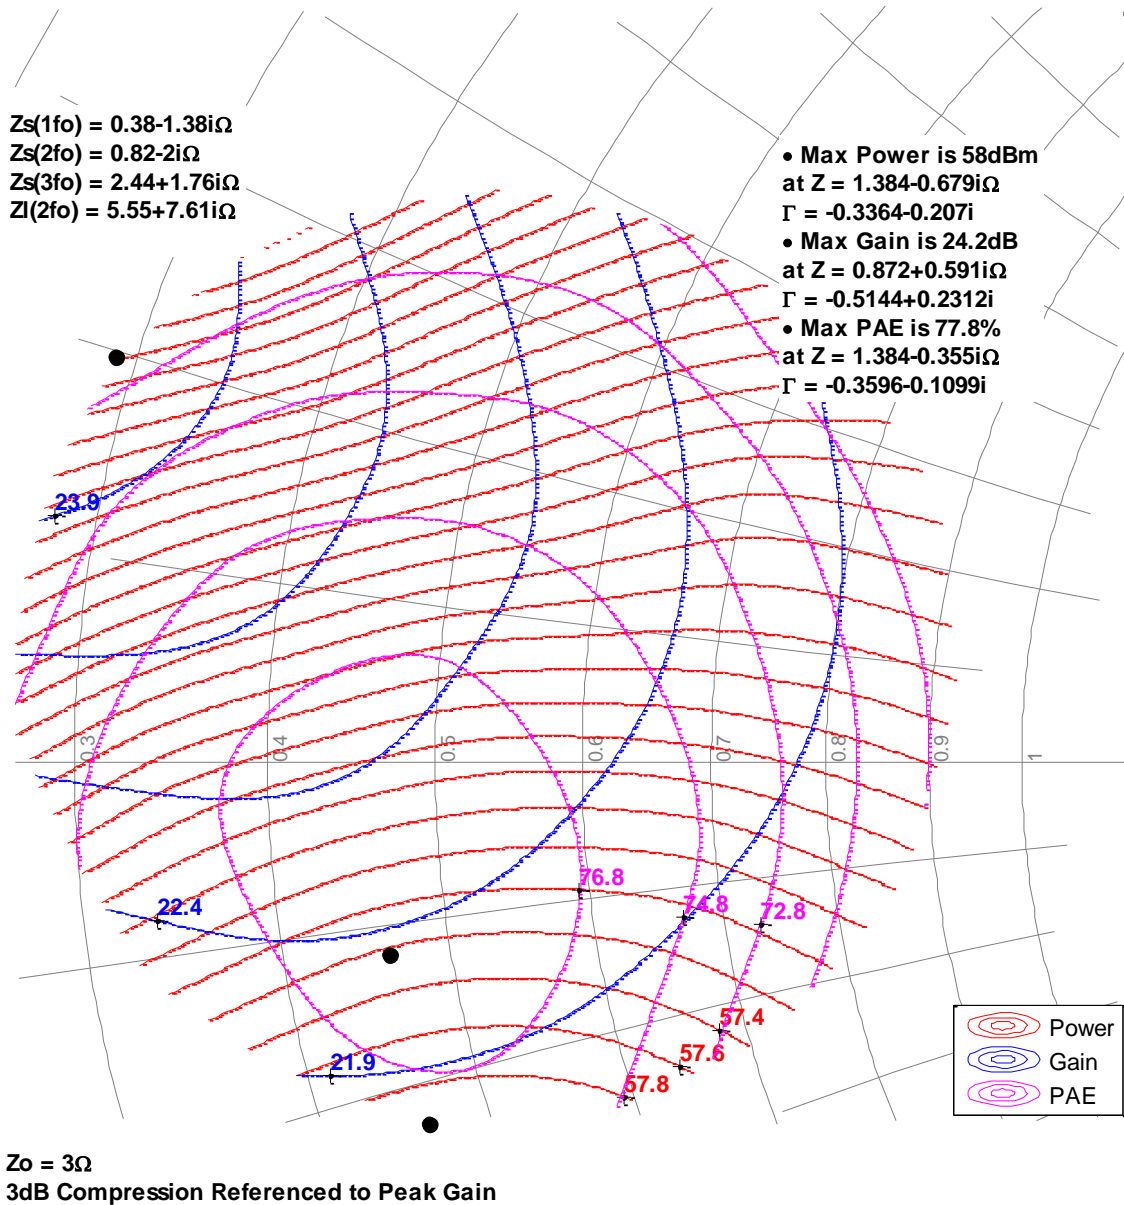 Zs(1fo) = 0.38-1.38iΩ
Zs(2fo) = 0.82-2iΩ
Zs(3fo) = 2.44+1.76iΩ
Zl(2fo) = 5.55+7.61iΩ
• Max Power is 58dBm
at Z = 1.384-0.679iΩ
Γ = -0.3364-0.207i
• Max Gain is 24.2dB
at Z = 0.872+0.591iΩ
Γ = -0.5144+0.2312i
• Max PAE is 77.8%
at Z = 1.384-0.355iΩ
Γ = -0.3596-0.1099i
23.9
0.3
0.4
0.5
0.6
0.7
0.8
0.9
1
76.8
74.8
72.8
22.4
57.4
57.6
21.9
57.8
Power
Gain
PAE
Zo = 3Ω
3dB Compression Referenced to Peak Gain